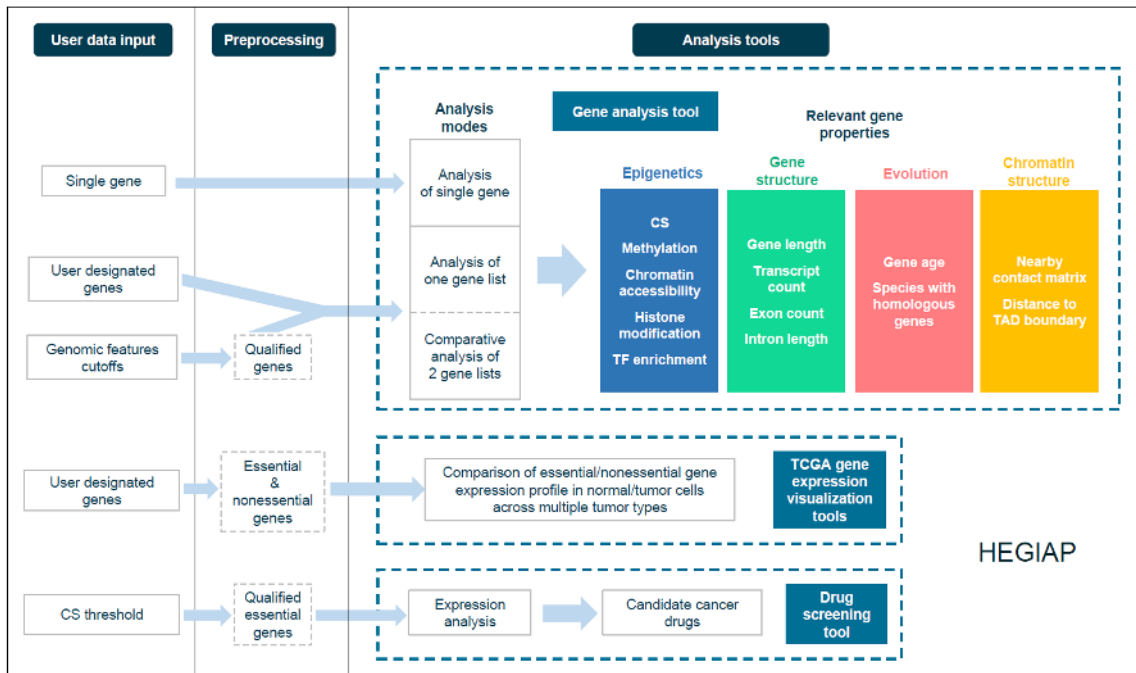 User data input
Preprocessing
Analysis tools
Analysis
modes
Gene analysis tool
Relevant gene
properties
Single gene
Analysis
of single gene
User designated
genes
Genomic features
cutoffs
Qualified
genes
Analysis of
one gene list
Comparative
analysis of
2 gene lists
Epigenetics
CS
Methylation
Chromatin
accessibility
Histone
modification
TF enrichment
Gene
structure
Gene length
Transcript
count
Exon count
Intron length
Evolution
Gene age
Species with
homologous
genes
Chromatin
structure
Nearby
contact matrix
Distance to
TAD boundary
User designated
genes
Essential
&
nonessential
genes
Comparison of essential/nonessential gene
expression profile in normal/tumor cells
across multiple tumor types
TCGA gene
expression
visualization
tools
HEGIAP
CS threshold
Qualified
essential
genes
Expression
analysis
Candidate cancer
drugs
Drug
screening
tool